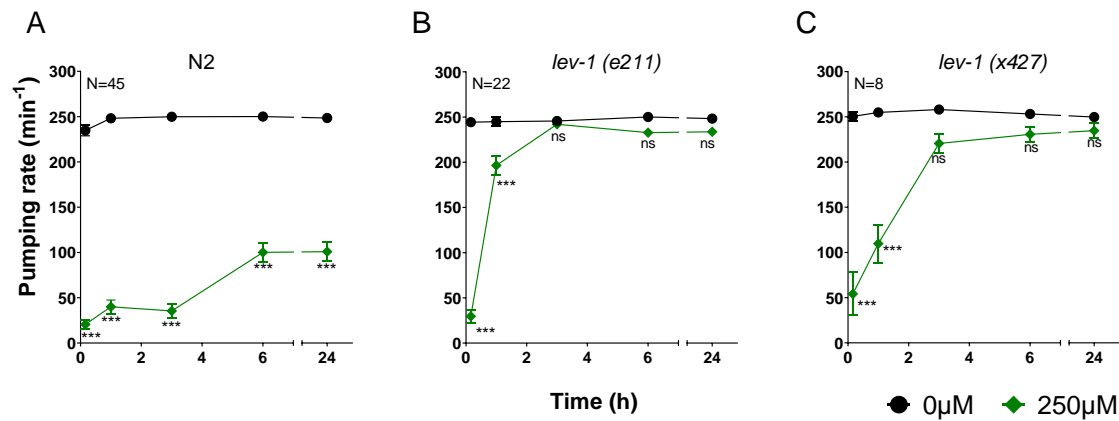 A
N2
N=45
Pumping rate (min⁻¹)
300
250
200
150
100
50
0
***
***
***
***
***
0
2
4
6
24
B
lev-1 (e211)
N=22
300
250
200
150
100
50
0
***
***
ns
ns
ns
0
2
4
6
24
Time (h)
C
lev-1 (x427)
N=8
300
250
200
150
100
50
0
***
***
ns
ns
ns
0
2
4
6
24
0µM
250µM